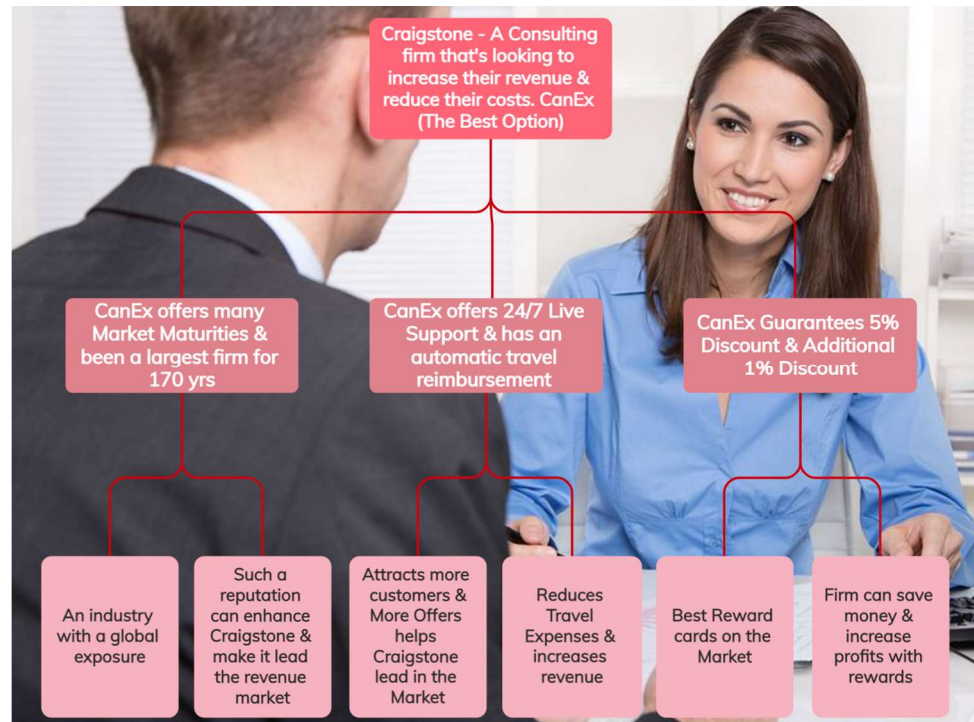 Craigstone - A Consulting
firm that's looking to
increase their revenue &
reduce their costs. CanEx
(The Best Option)
CanEx offers many
Market Maturities &
been a largest firm for
170 yrs
CanEx offers 24/7 Live
Support & has an
automatic travel
reimbursement
CanEx Guarantees 5%
Discount & Additional
1% Discount
An industry
with a global
exposure
Such a
reputation
can enhance
Craigstone &
make it lead
the revenue
market
Attracts more
customers &
More Offers
helps
Craigstone
lead in the
Market
Reduces
Travel
Expenses &
increases
revenue
Best Reward
cards on the
Market
Firm can save
money &
increase
profits with
rewards